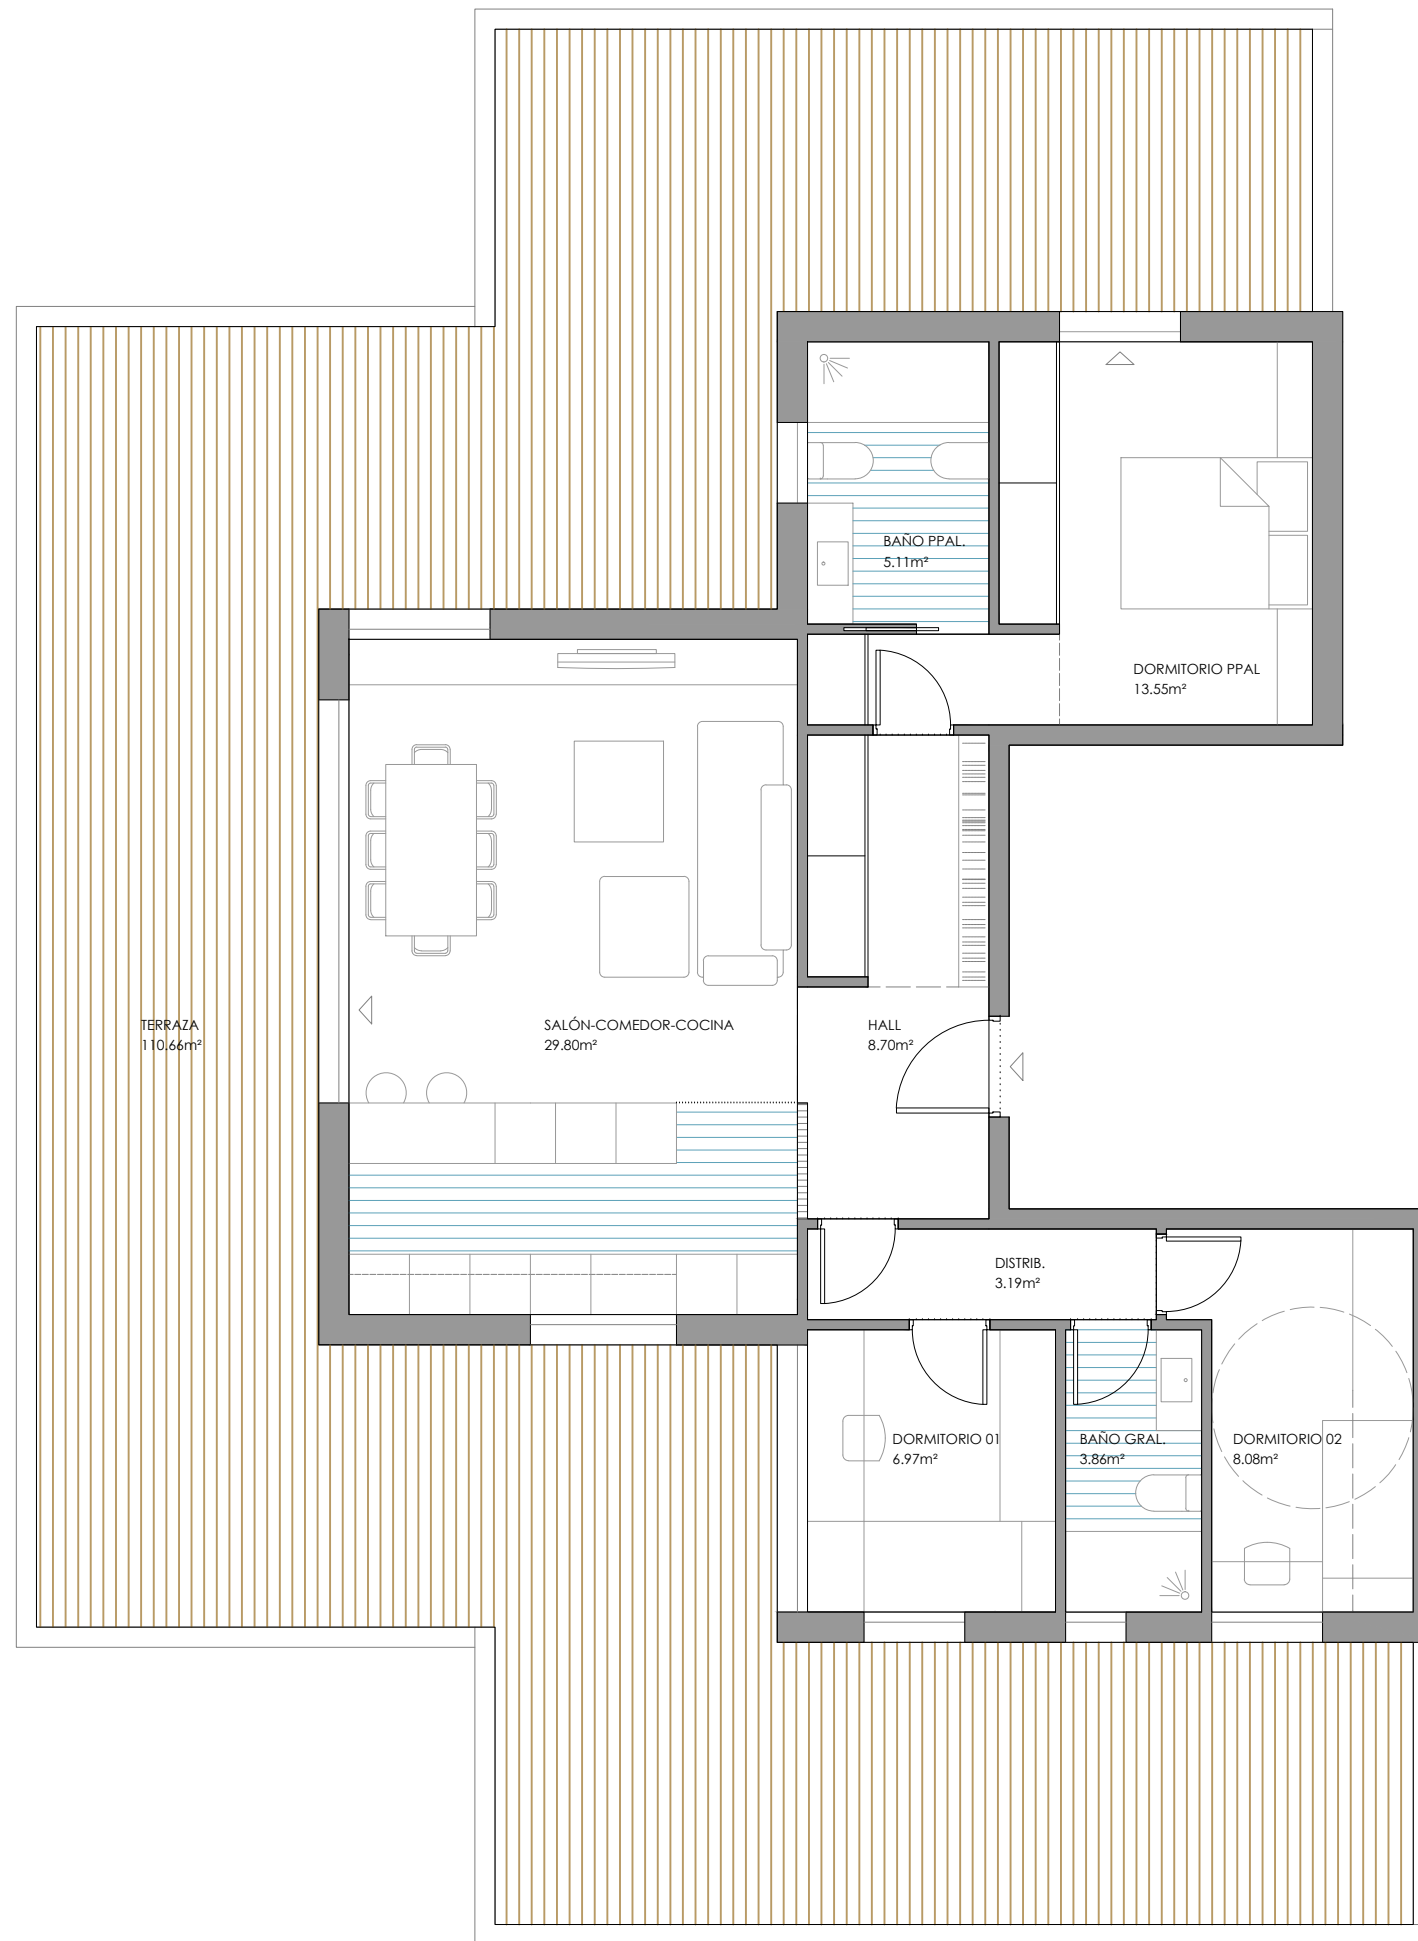 BAÑO PPAL.
5.11m²
DORMITORIO PPAL
13.55m²
TERRAZA
110.66m²
SALÓN-COMEDOR-COCINA
29.80m²
HALL
8.70m²
DISTRIB.
3.19m²
DORMITORIO 01
6.97m²
BAÑO GRAL.
3.86m²
DORMITORIO 02
8.08m²